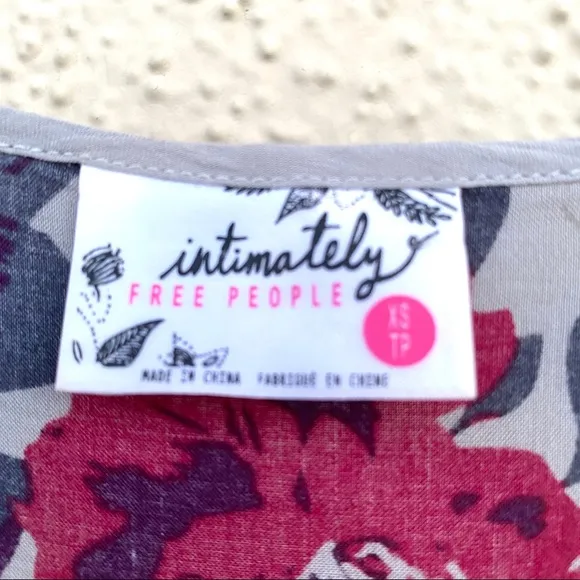 intimately
FREE PEOPLE
XS
TP
MADE IN CHINA FABRIQUÉ EN CHINE